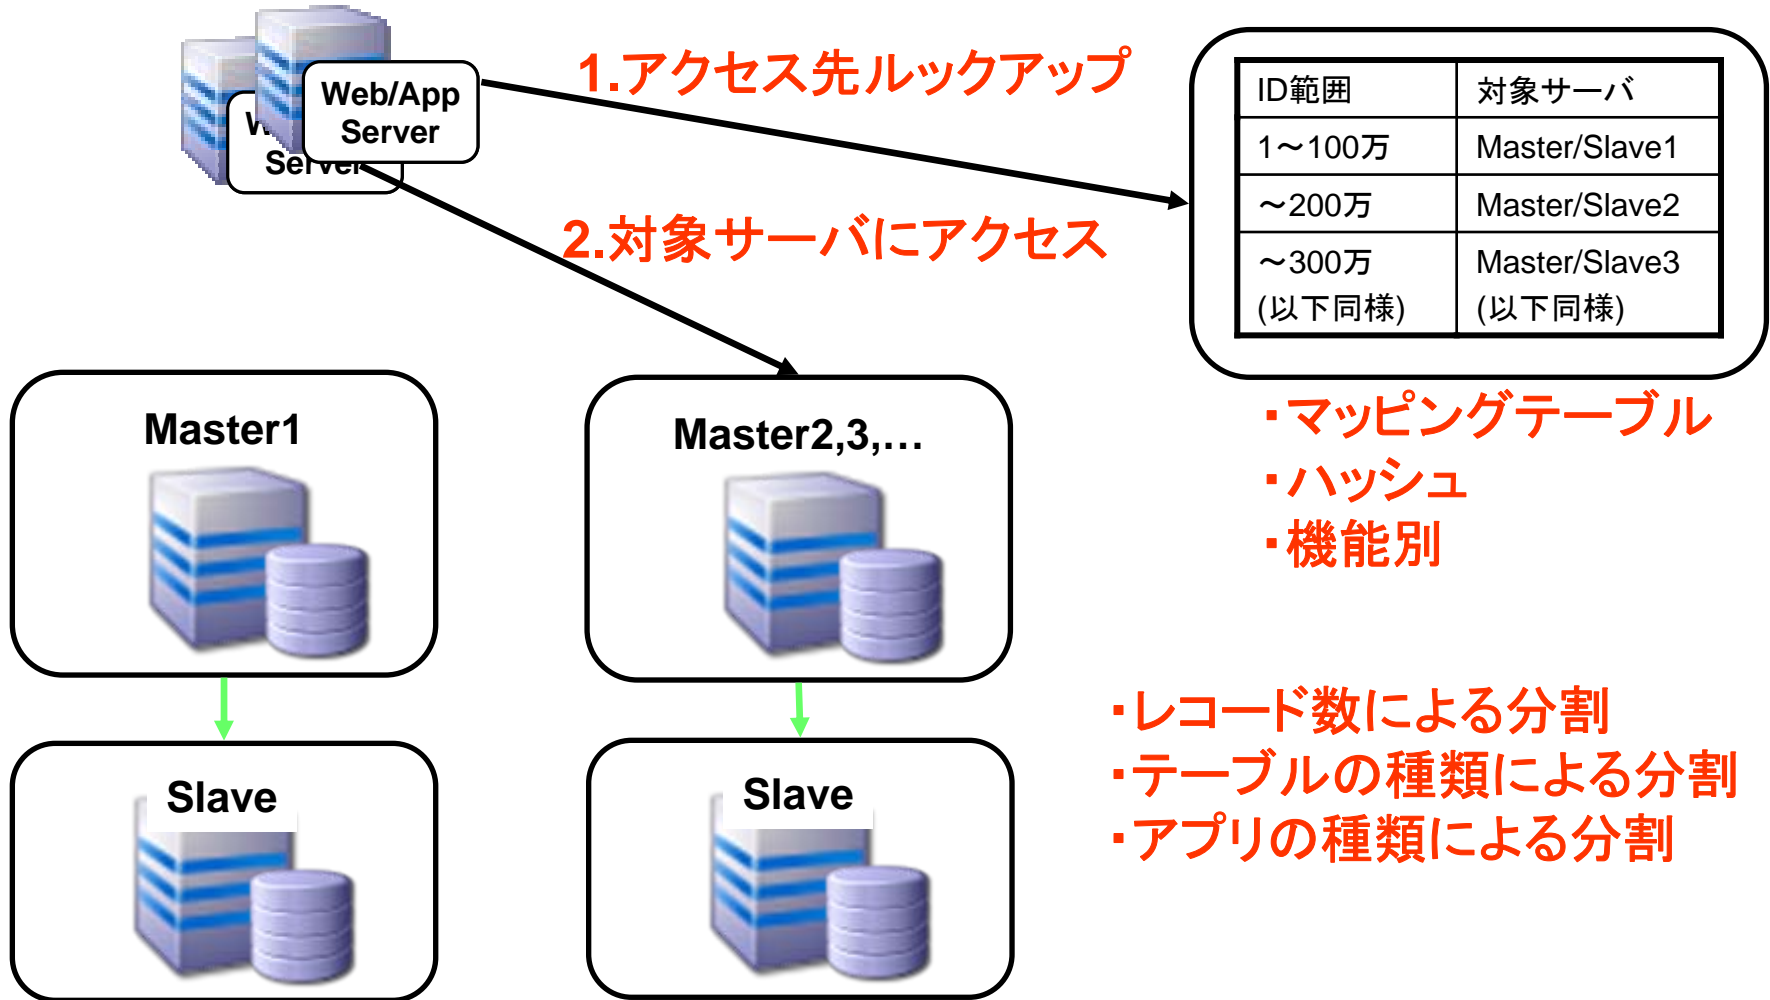 Web/App
Server
Server
1.アクセス先ルックアップ
2.対象サーバにアクセス
ID範囲 対象サーバ
1～100万 Master/Slave1
～200万 Master/Slave2
～300万 Master/Slave3
(以下同様) (以下同様)
・マッピングテーブル
・ハッシュ
・機能別
Master1
Master2,3,…
Slave
Slave
・レコード数による分割
・テーブルの種類による分割
・アプリの種類による分割